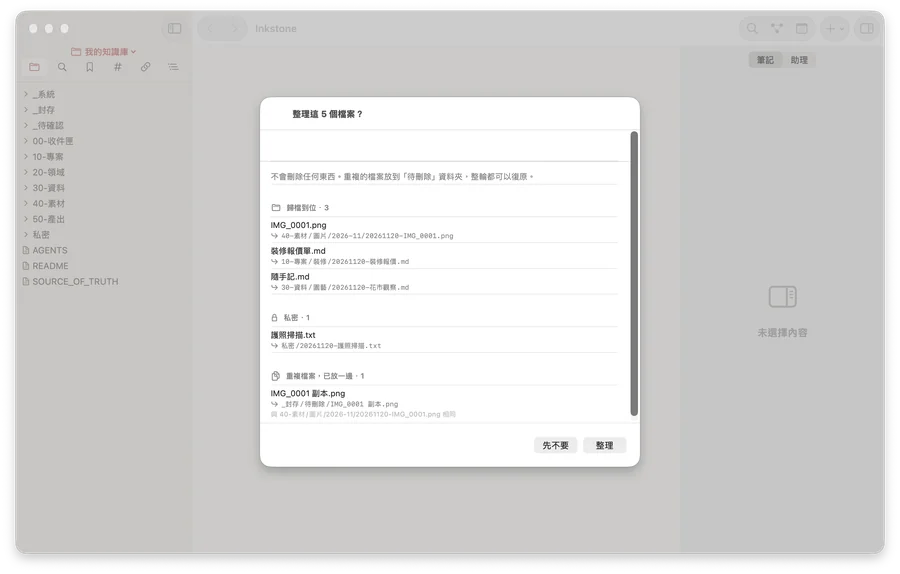 Inkstone
我的知識庫
_系統
_封存
_待確認
00-收件匣
10-專案
20-領域
30-資料
40-素材
50-產出
私密
AGENTS
README
SOURCE_OF_TRUTH
整理這 5 個檔案？
不會刪除任何東西。重複的檔案放到「待刪除」資料夾，整輪都可以復原。
歸檔到位 · 3
IMG_0001.png
↪ 40-素材/圖片/2026-11/20261120-IMG_0001.png
裝修報價單.md
↪ 10-專案/裝修/20261120-裝修報價.md
隨手記.md
↪ 30-資料/園藝/20261120-花市觀察.md
私密 · 1
護照掃描.txt
↪ 私密/20261120-護照掃描.txt
重複檔案，已放一邊 · 1
IMG_0001 副本.png
↪ _封存/待刪除/IMG_0001 副本.png
與 40-素材/圖片/2026-11/20261120-IMG_0001.png 相同
先不要
整理
筆記
助理
未選擇內容